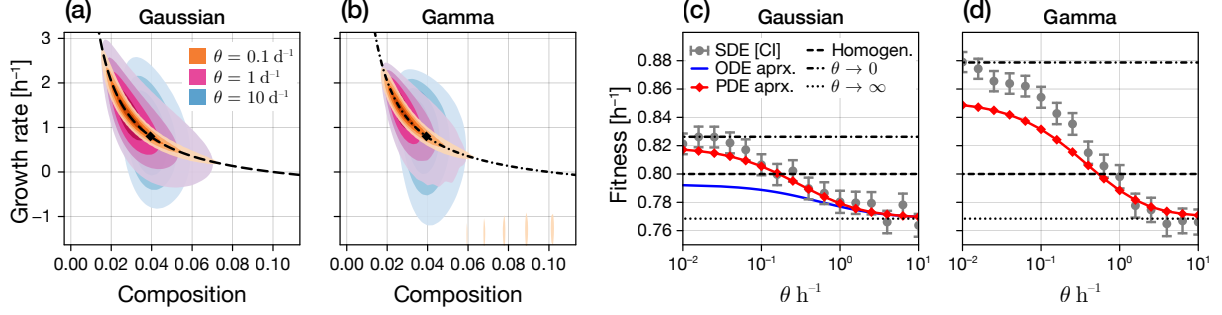 (a) Gaussian
(b) Gamma
(c) Gaussian
(d) Gamma
Growth rate [h⁻¹]
3
2
1
0
−1
θ = 0.1 d⁻¹
θ = 1 d⁻¹
θ = 10 d⁻¹
0.00 0.02 0.04 0.06 0.08 0.10
Composition
0.00 0.02 0.04 0.06 0.08 0.10
Composition
Fitness [h⁻¹]
0.88
0.86
0.84
0.82
0.80
0.78
0.76
SDE [CI]
ODE aprx.
PDE aprx.
Homogen.
θ → 0
θ → ∞
10⁻² 10⁻¹ 10⁰ 10¹
θ h⁻¹
10⁻² 10⁻¹ 10⁰ 10¹
θ h⁻¹